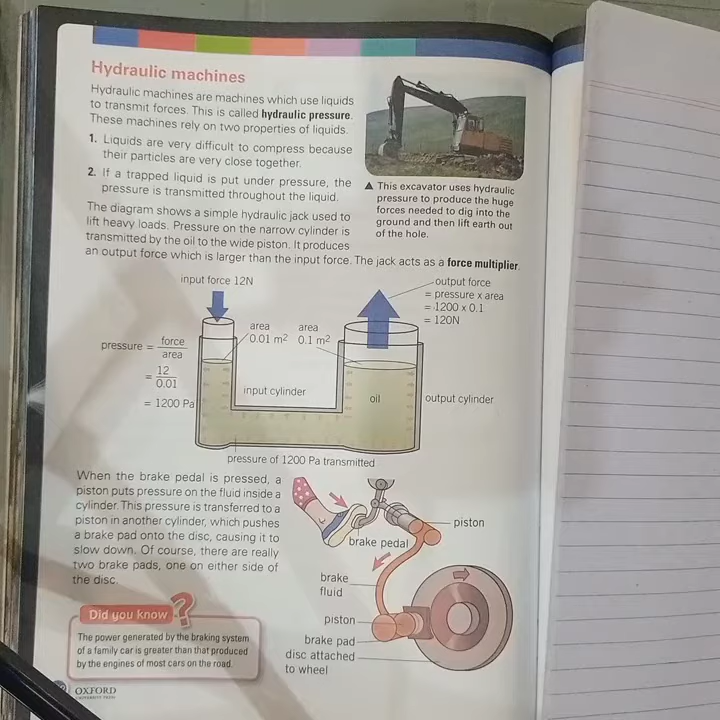 Hydraulic machines
Hydraulic machines are machines which use liquids
to transmit forces. This is called hydraulic pressure.
These machines rely on two properties of liquids.
1. Liquids are very difficult to compress because
their particles are very close together.
2. If a trapped liquid is put under pressure, the
pressure is transmitted throughout the liquid.
The diagram shows a simple hydraulic jack used to
lift heavy loads. Pressure on the narrow cylinder is
transmitted by the oil to the wide piston. It produces
an output force which is larger than the input force. The jack acts as a force multiplier.
▲ This excavator uses hydraulic
pressure to produce the huge
forces needed to dig into the
ground and then lift earth out
of the hole.
input force 12N
output force
= pressure x area
= 1200 x 0.1
= 120N
area
0.01 m²
area
0.1 m²
pressure = force
area
= 12
0.01
= 1200 Pa
input cylinder
oil
output cylinder
pressure of 1200 Pa transmitted
When the brake pedal is pressed, a
piston puts pressure on the fluid inside a
cylinder. This pressure is transferred to a
piston in another cylinder, which pushes
a brake pad onto the disc, causing it to
slow down. Of course, there are really
two brake pads, one on either side of
the disc.
piston
brake pedal
brake
fluid
piston
brake pad
disc attached
to wheel
Did you know ?
The power generated by the braking system
of a family car is greater than that produced
by the engines of most cars on the road.
OXFORD
UNIVERSITY PRESS